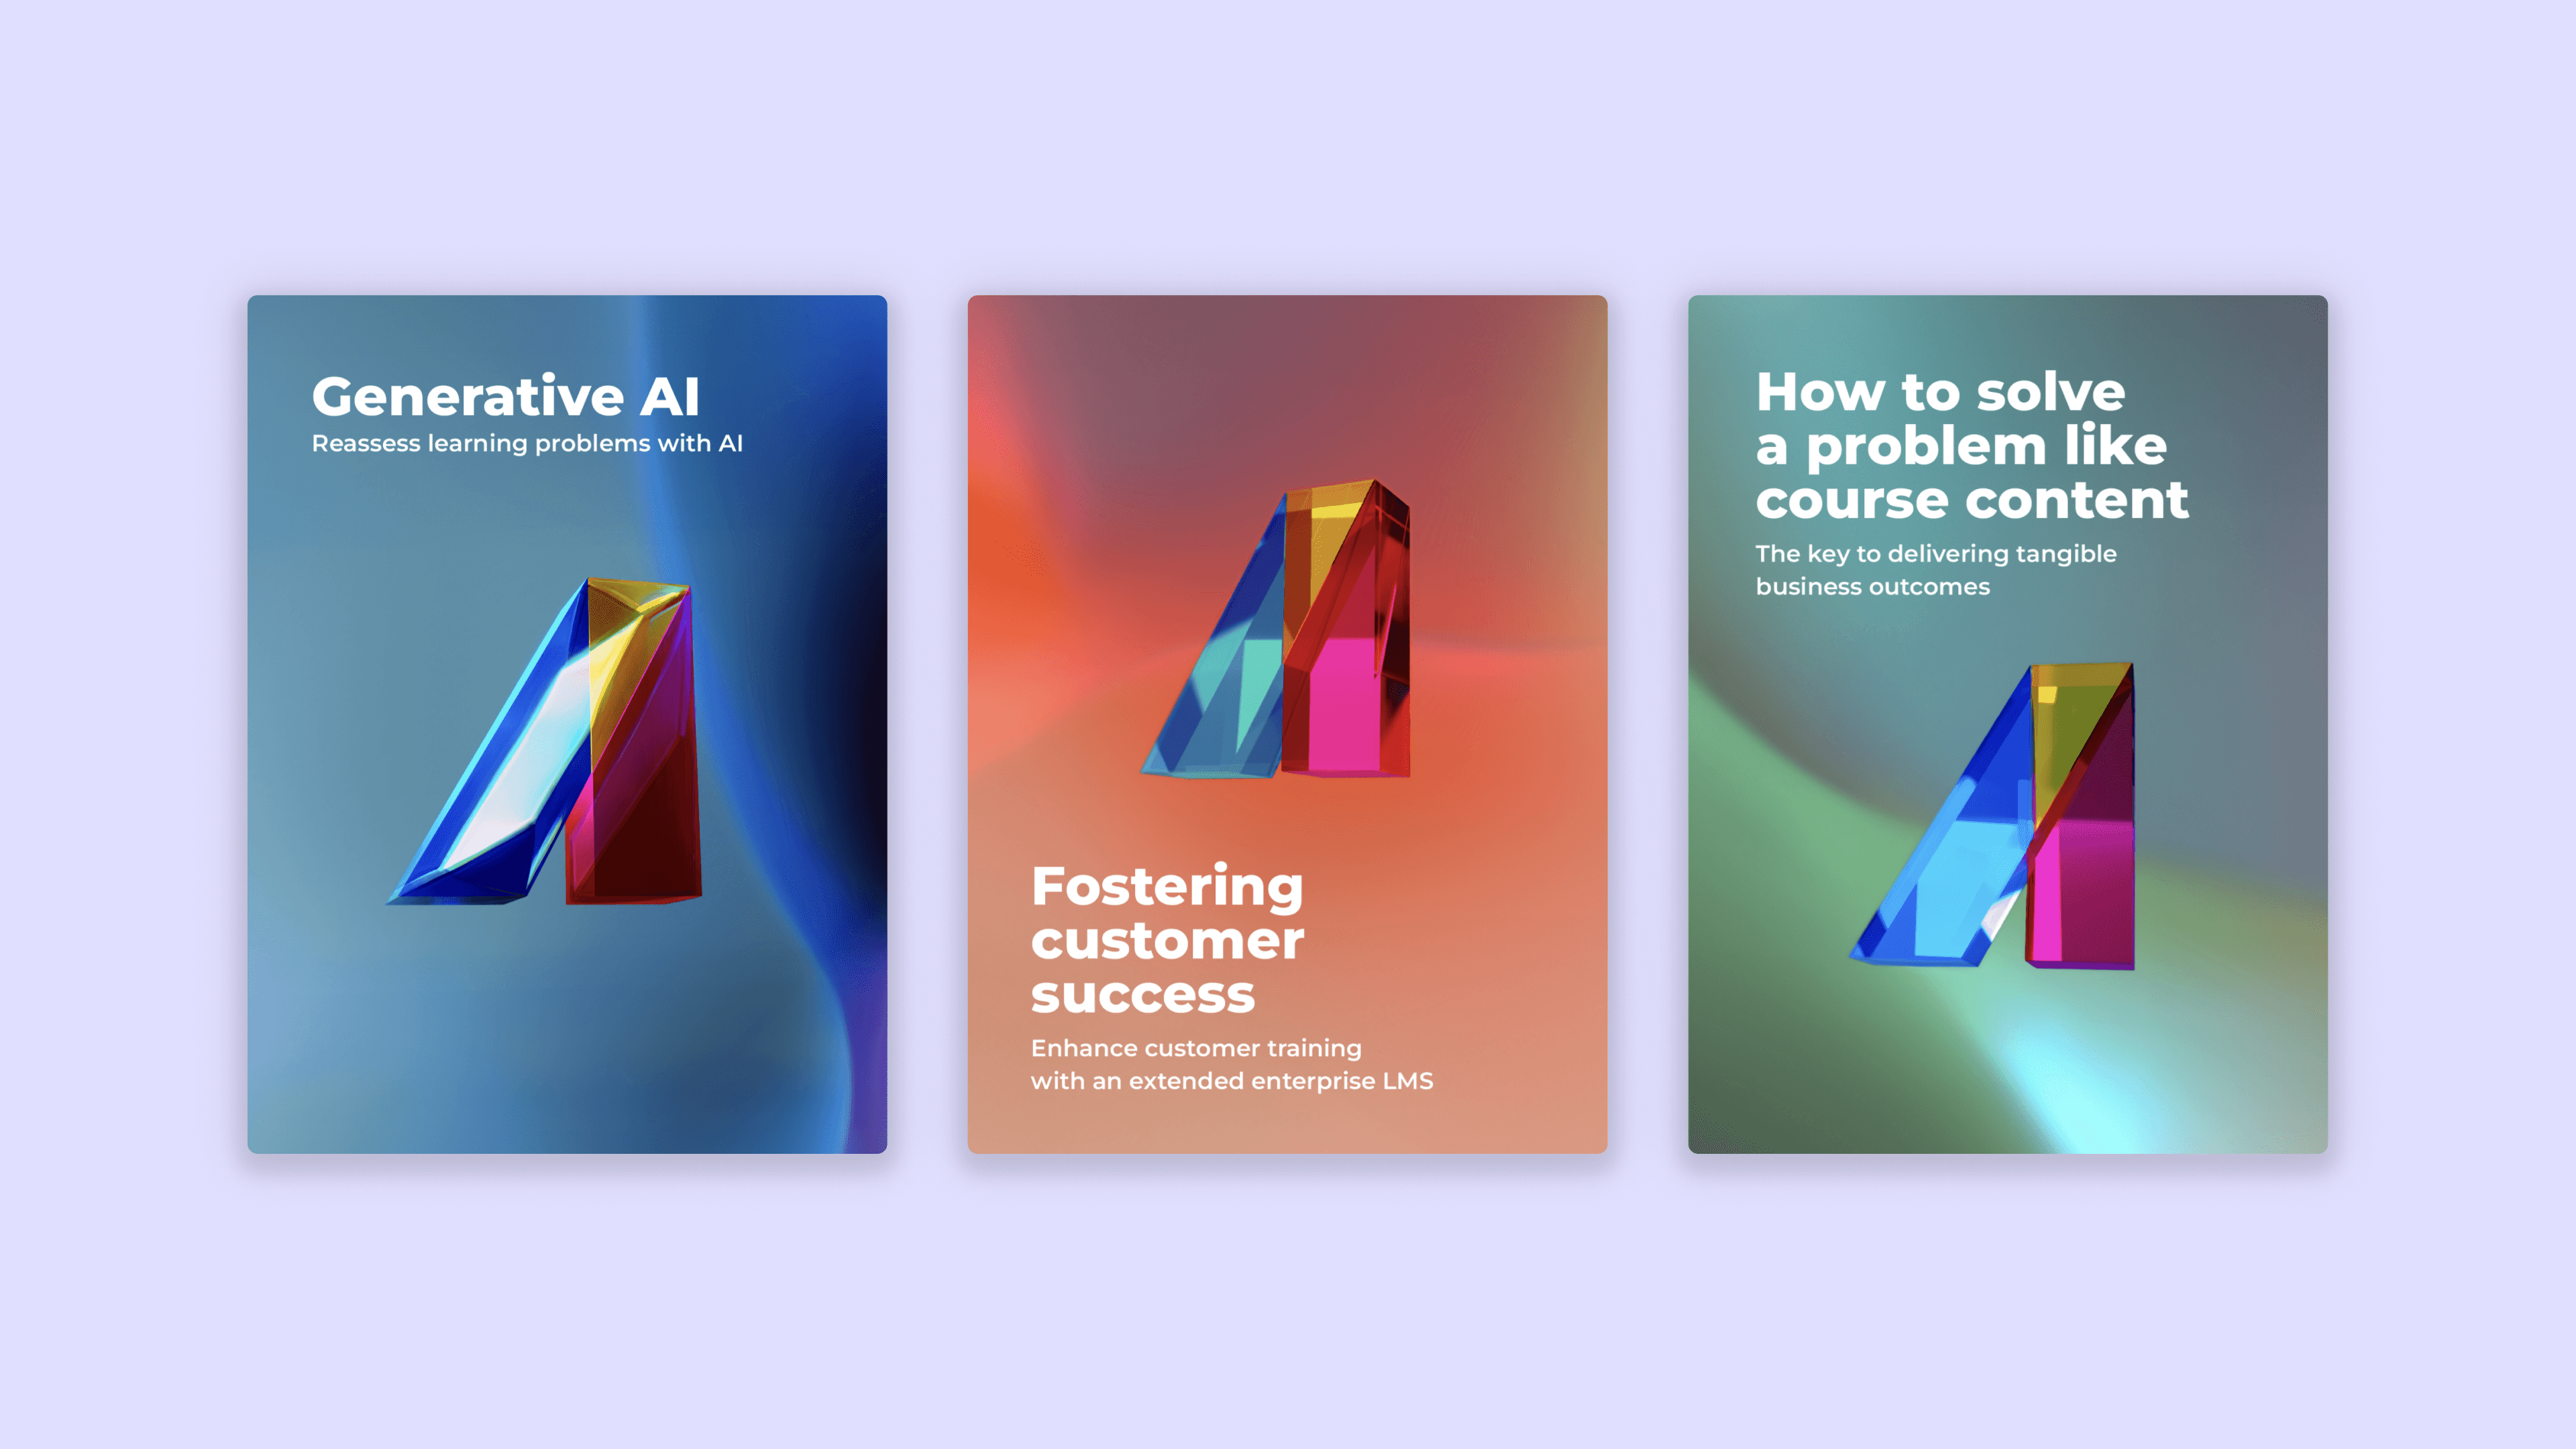 Generative AI
Reassess learning problems with AI
Fostering
customer
success
Enhance customer training
with an extended enterprise LMS
How to solve
a problem like
course content
The key to delivering tangible
business outcomes